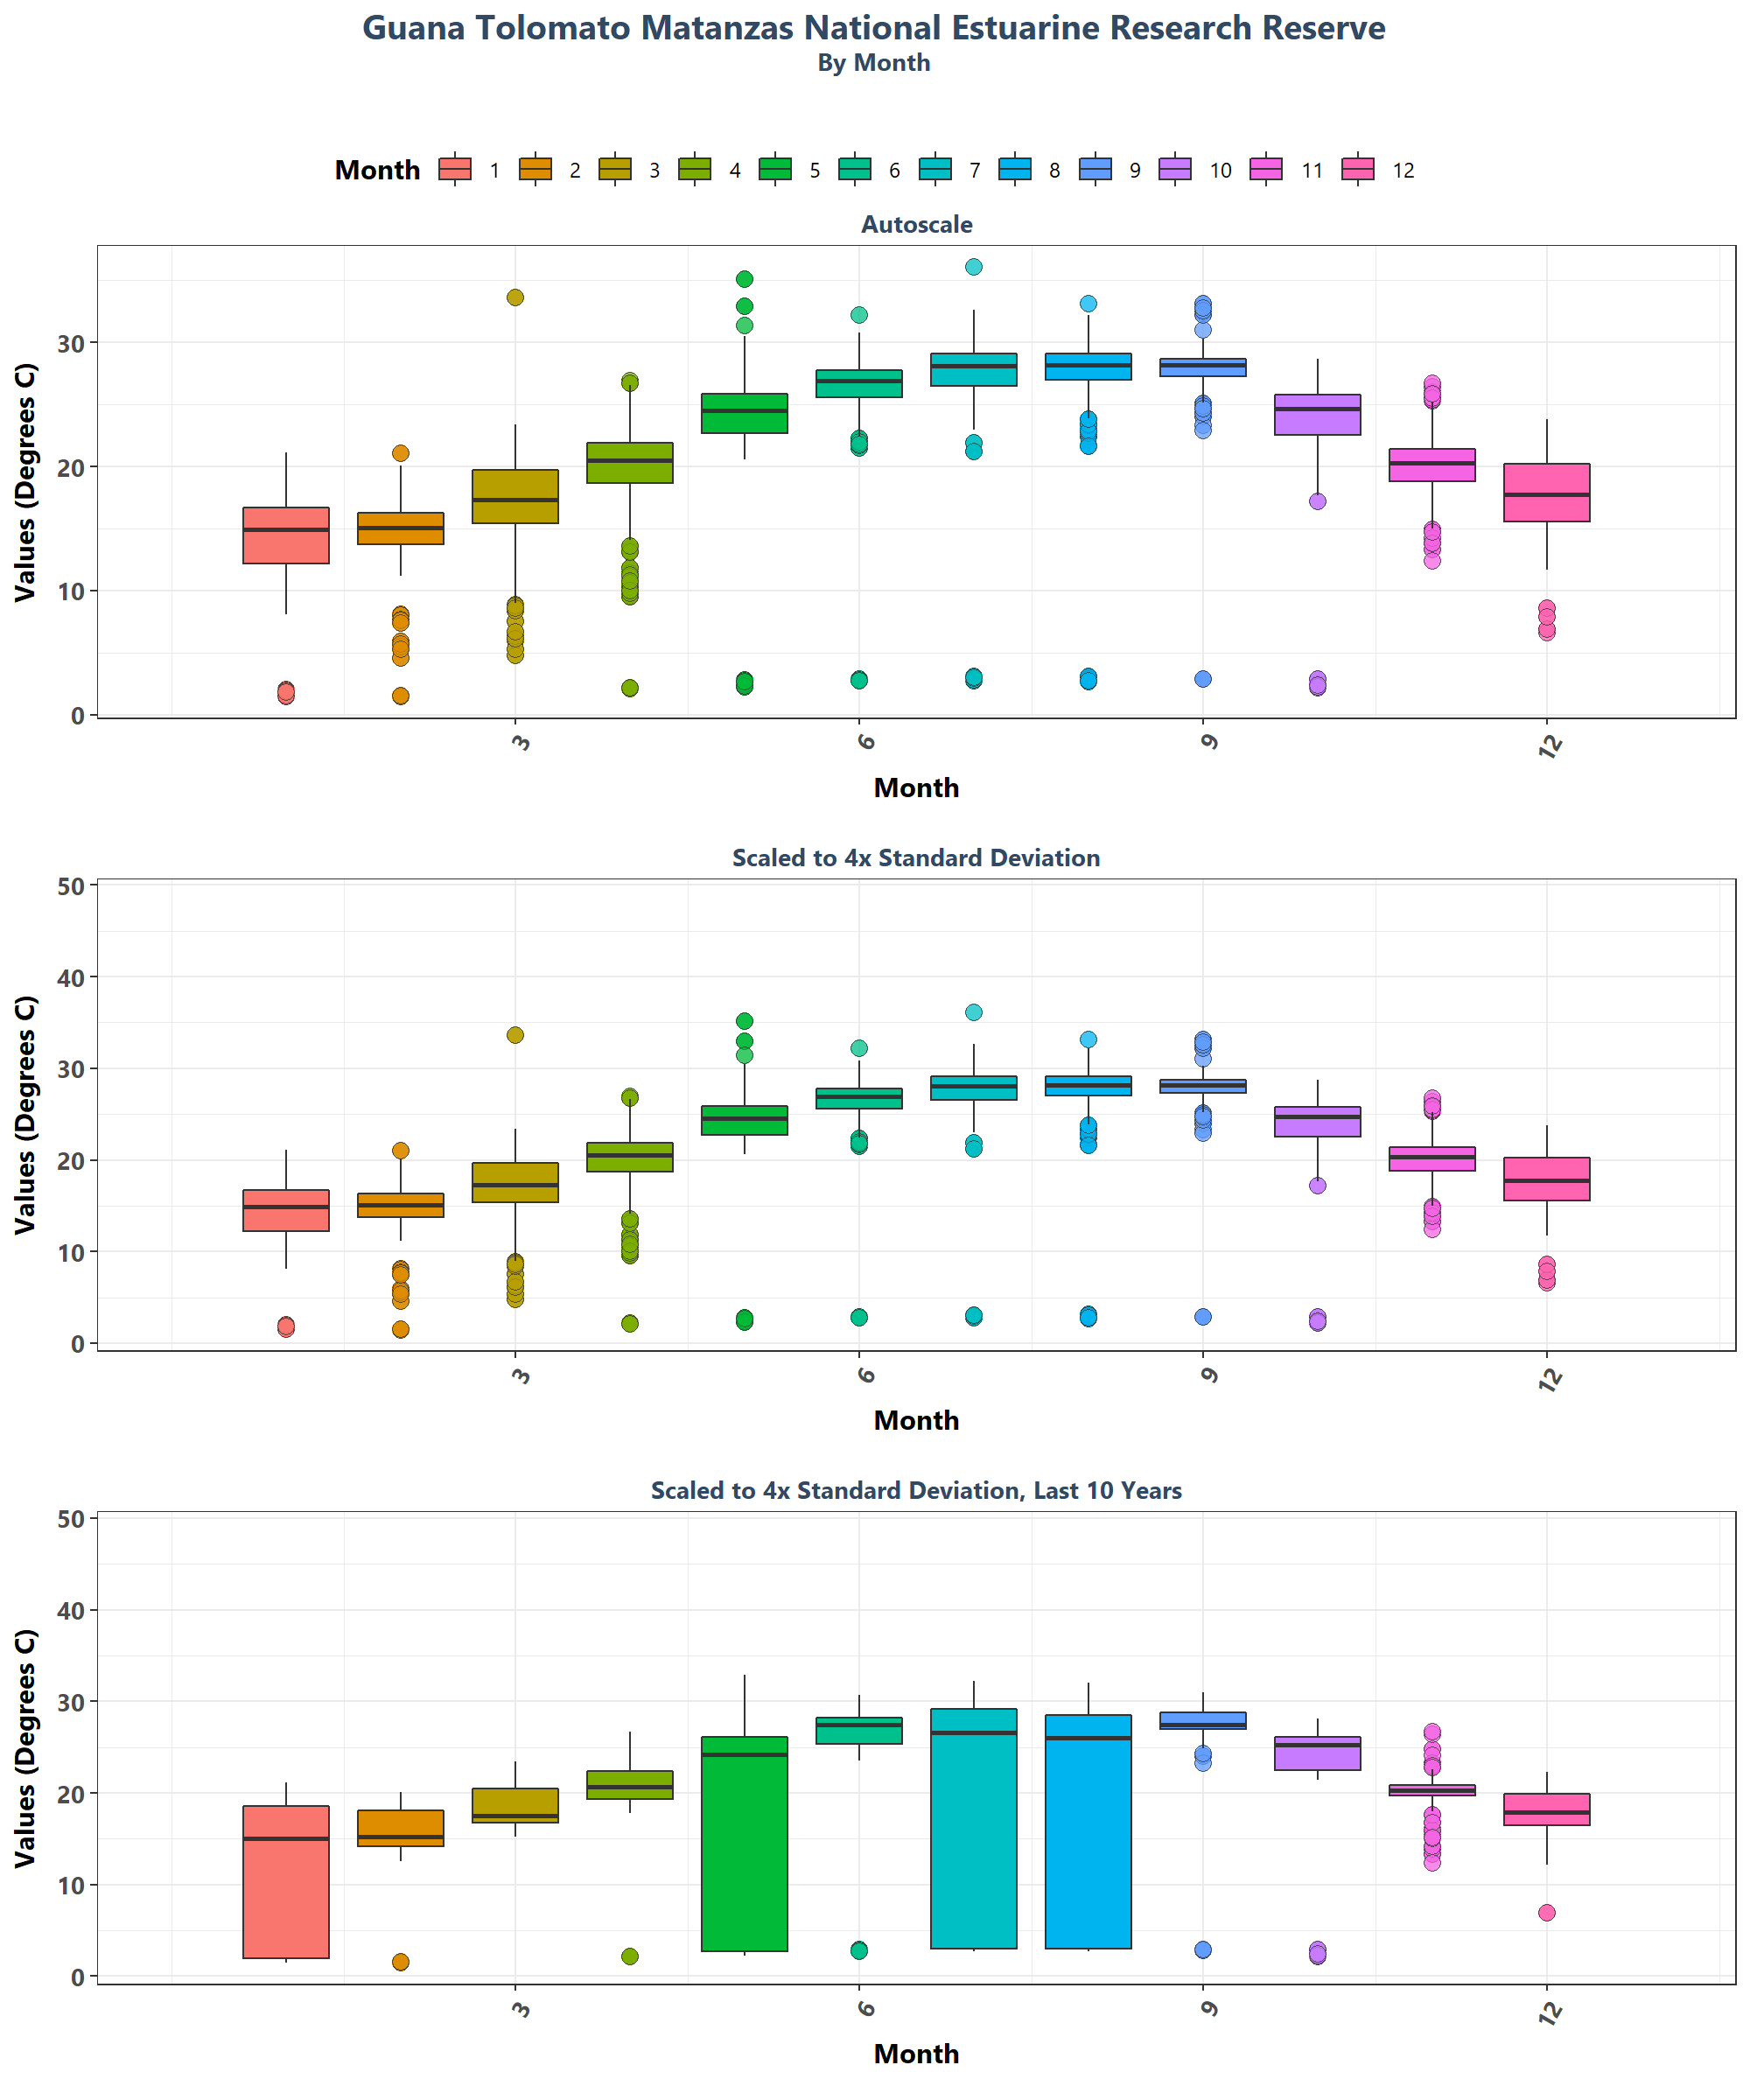 Guana Tolomato Matanzas National Estuarine Research Reserve
By Month
Month 1 2 3 4 5 6 7 8 9 10 11 12
Autoscale
Values (Degrees C)
30
20
10
0
3 6 9 12
Month
Scaled to 4x Standard Deviation
Values (Degrees C)
50
40
30
20
10
0
3 6 9 12
Month
Scaled to 4x Standard Deviation, Last 10 Years
Values (Degrees C)
50
40
30
20
10
0
3 6 9 12
Month